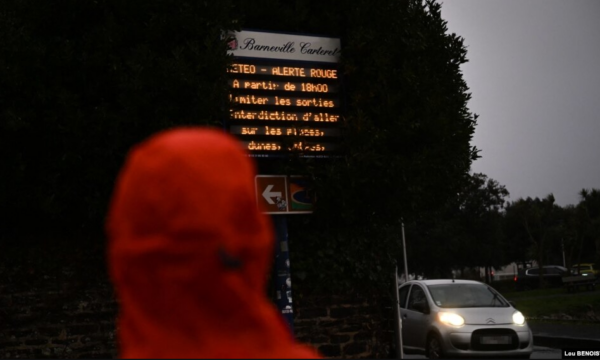 Barneville Carteret
METEO - ALERTE ROUGE
A partir de 18h00
limiter les sorties
interdiction d'aller
sur les plages,
dunes,
Lou BENOIST